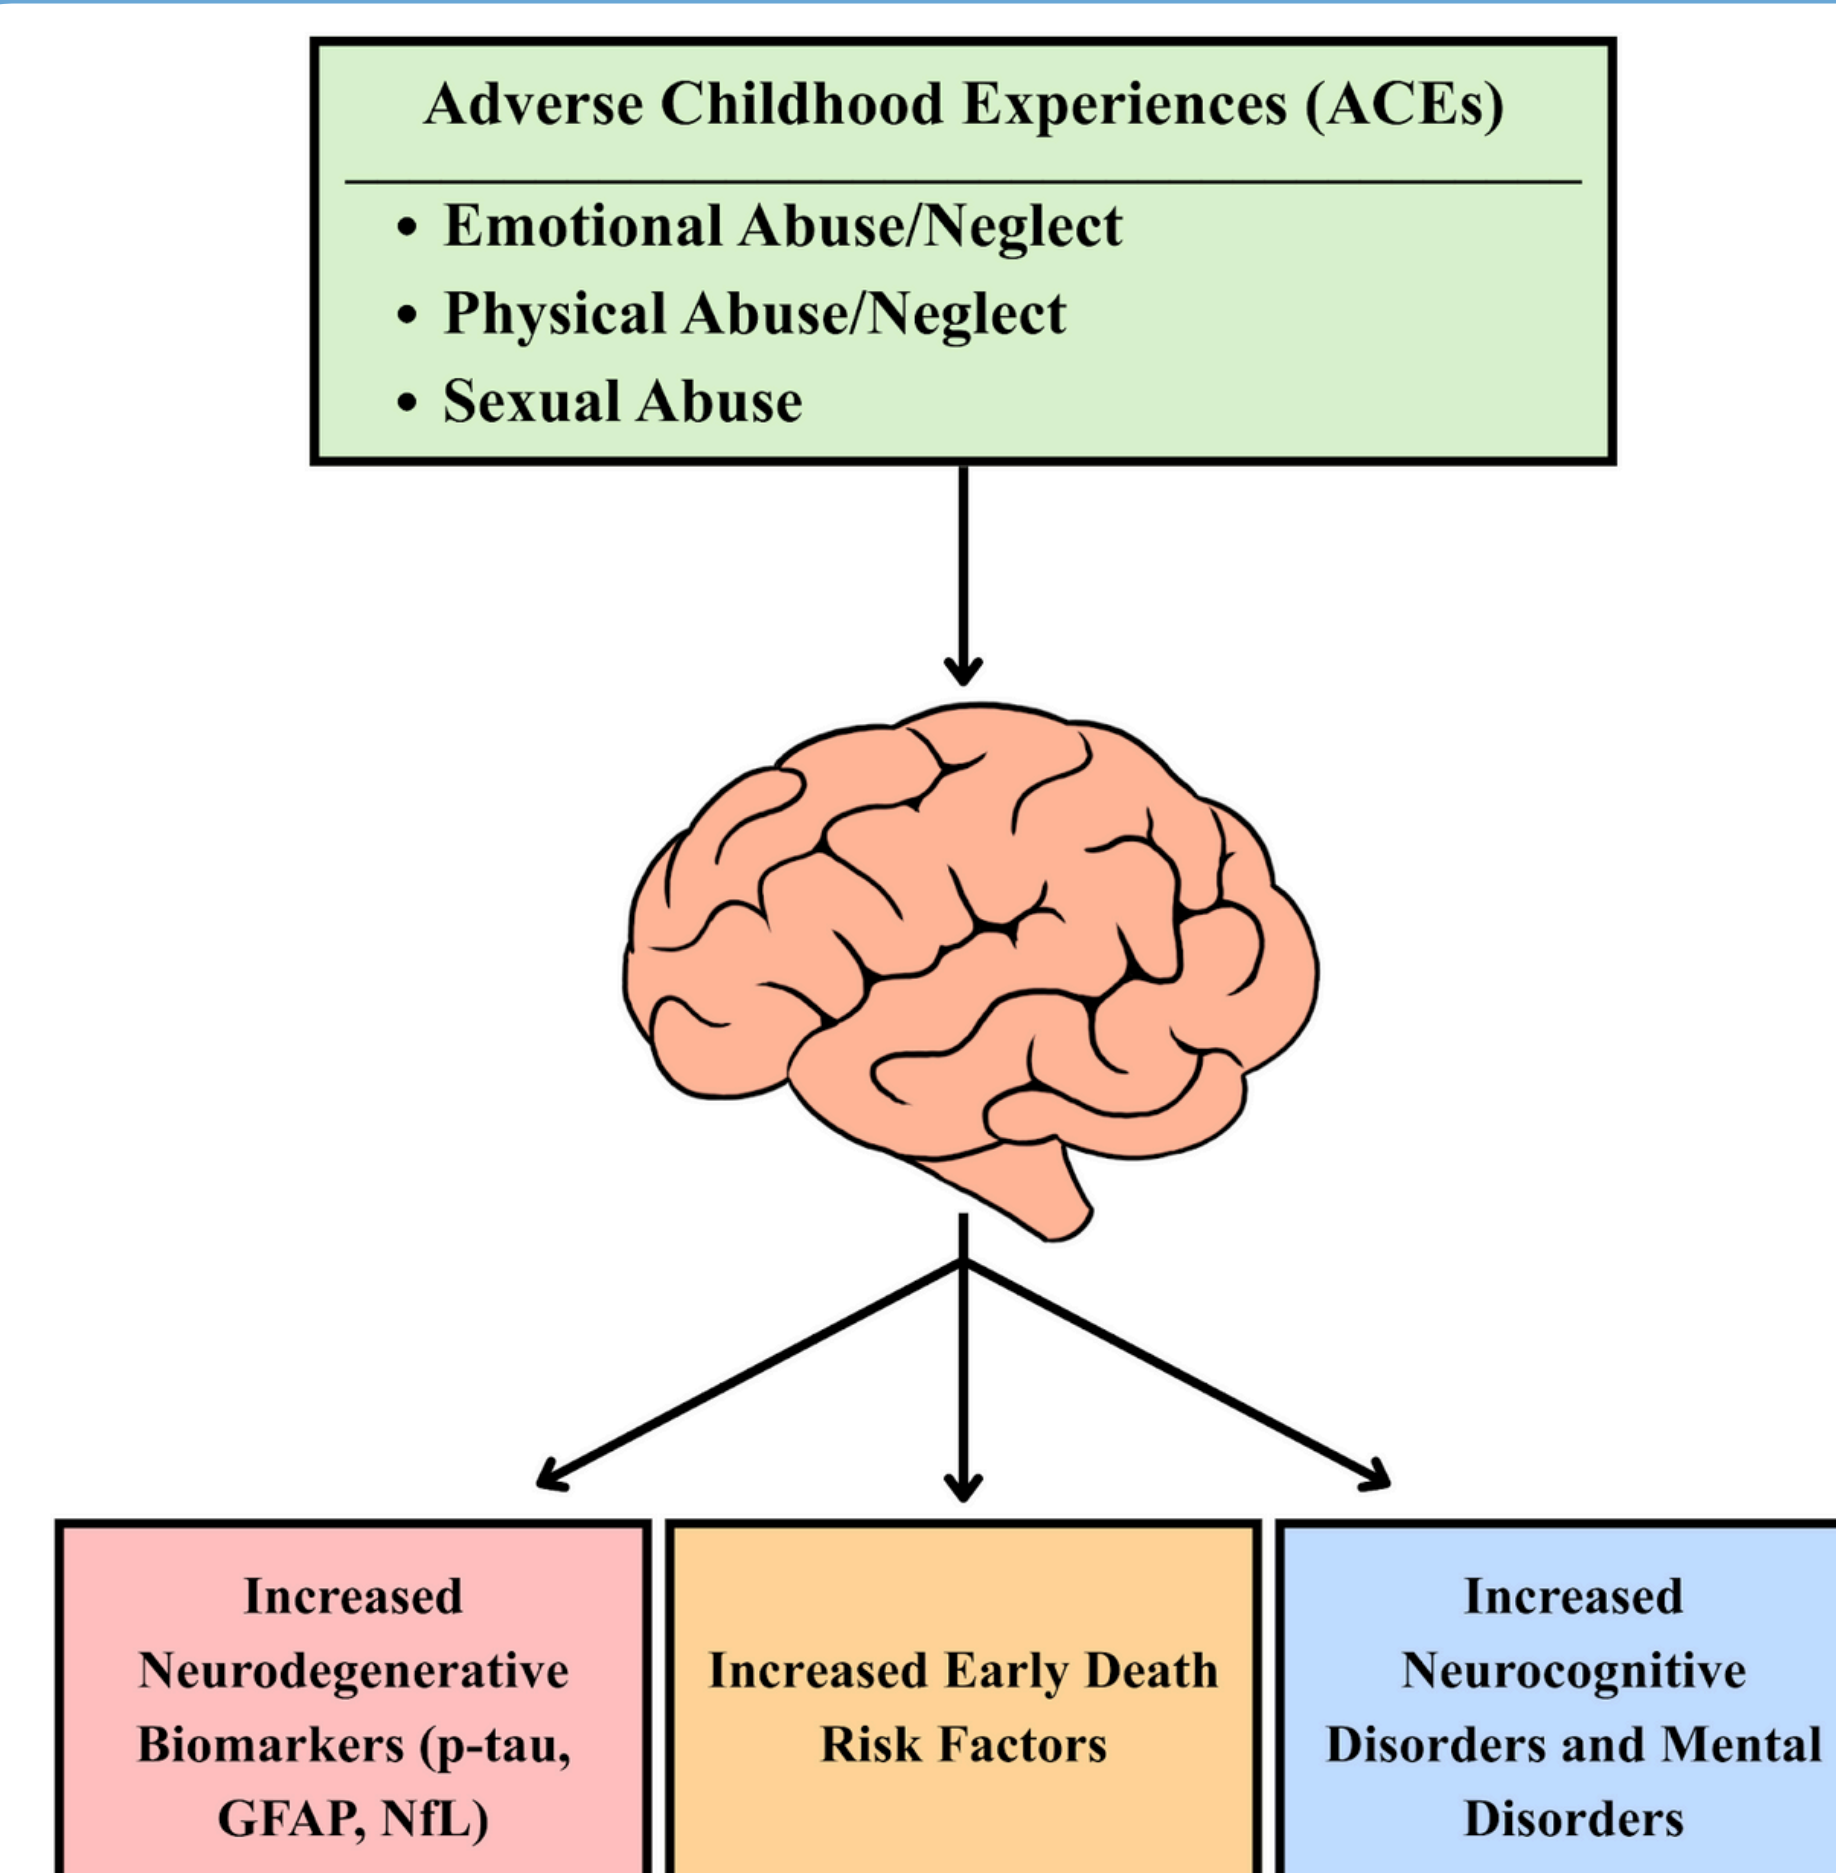 Adverse Childhood Experiences (ACEs)
• Emotional Abuse/Neglect
• Physical Abuse/Neglect
• Sexual Abuse
Increased
Neurodegenerative
Biomarkers (p-tau,
GFAP, NfL)
Increased Early Death
Risk Factors
Increased
Neurocognitive
Disorders and Mental
Disorders